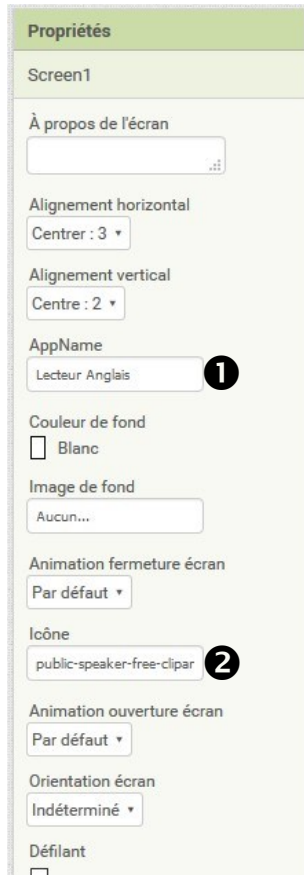 Propriétés
Screen1
À propos de l'écran
Alignement horizontal
Centrer : 3
Alignement vertical
Centre : 2
AppName
Lecteur Anglais 1
Couleur de fond
Blanc
Image de fond
Aucun...
Animation fermeture écran
Par défaut
Icône
public-speaker-free-clipar 2
Animation ouverture écran
Par défaut
Orientation écran
Indéterminé
Défilant